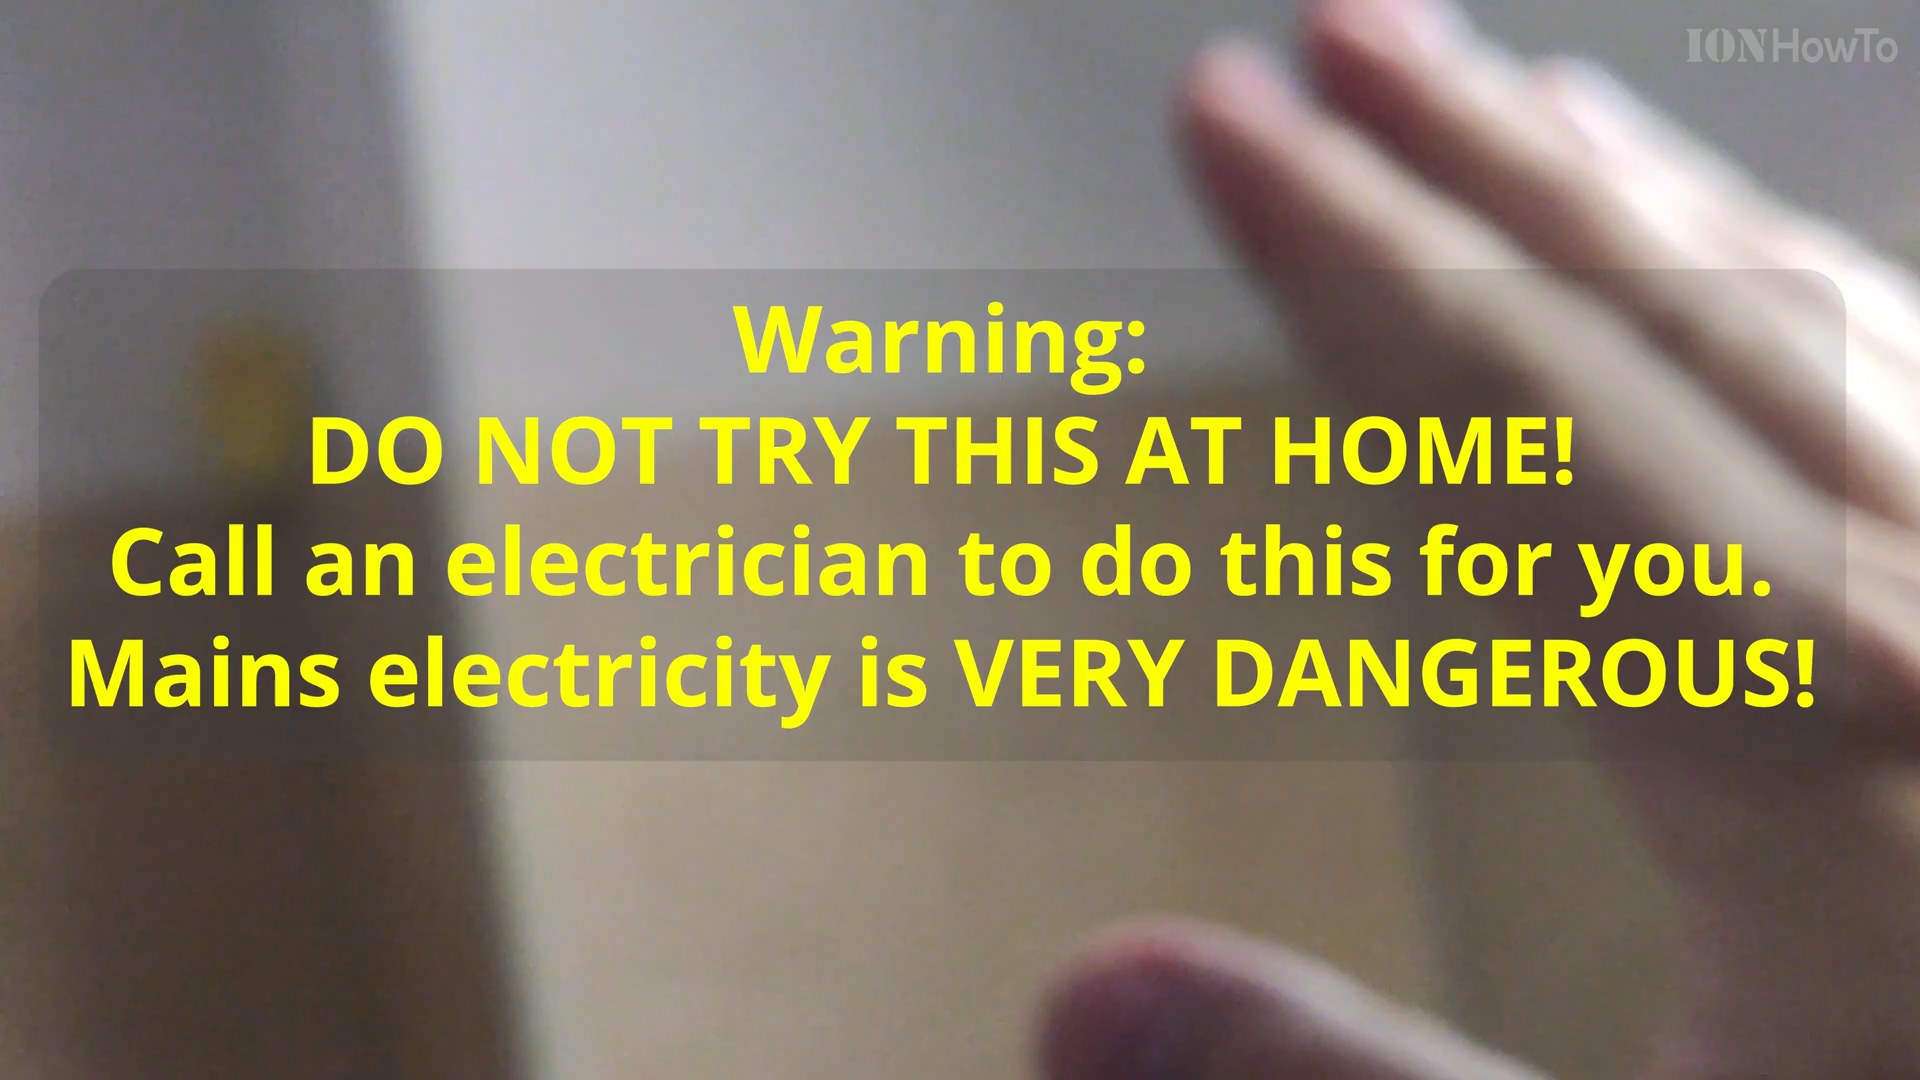 IONHowTo
Warning:
DO NOT TRY THIS AT HOME!
Call an electrician to do this for you.
Mains electricity is VERY DANGEROUS!